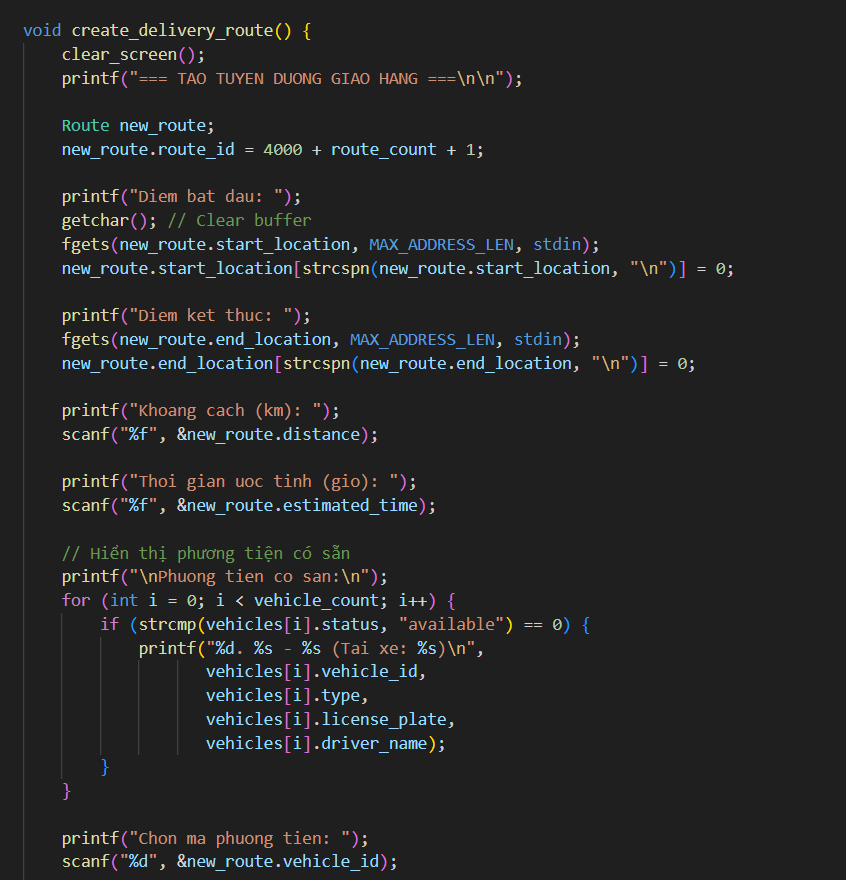 void create_delivery_route() {
    clear_screen();
    printf("=== TAO TUYEN DUONG GIAO HANG ===\n\n");

    Route new_route;
    new_route.route_id = 4000 + route_count + 1;

    printf("Diem bat dau: ");
    getchar(); // Clear buffer
    fgets(new_route.start_location, MAX_ADDRESS_LEN, stdin);
    new_route.start_location[strcspn(new_route.start_location, "\n")] = 0;

    printf("Diem ket thuc: ");
    fgets(new_route.end_location, MAX_ADDRESS_LEN, stdin);
    new_route.end_location[strcspn(new_route.end_location, "\n")] = 0;

    printf("Khoang cach (km): ");
    scanf("%f", &new_route.distance);

    printf("Thoi gian uoc tinh (gio): ");
    scanf("%f", &new_route.estimated_time);

    // Hiển thị phương tiện có sẵn
    printf("\nPhuong tien co san:\n");
    for (int i = 0; i < vehicle_count; i++) {
        if (strcmp(vehicles[i].status, "available") == 0) {
            printf("%d. %s - %s (Tai xe: %s)\n",
                   vehicles[i].vehicle_id,
                   vehicles[i].type,
                   vehicles[i].license_plate,
                   vehicles[i].driver_name);
        }
    }

    printf("Chon ma phuong tien: ");
    scanf("%d", &new_route.vehicle_id);